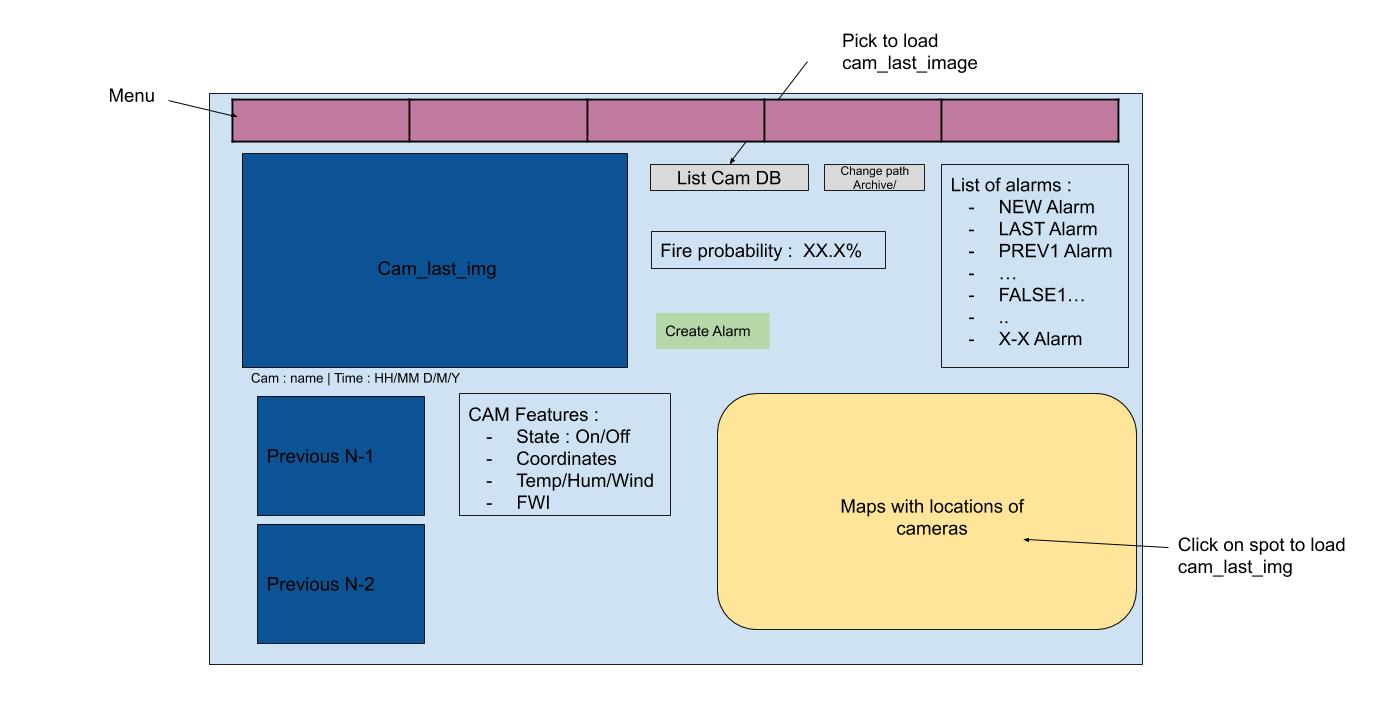 Pick to load
cam_last_image
Menu
List Cam DB
Change path
Archive/
List of alarms :
- NEW Alarm
- LAST Alarm
- PREV1 Alarm
- …
- FALSE1…
- ..
- X-X Alarm
Fire probability : XX.X%
Cam_last_img
Create Alarm
Cam : name | Time : HH/MM D/M/Y
CAM Features :
- State : On/Off
- Coordinates
- Temp/Hum/Wind
- FWI
Previous N-1
Maps with locations of
cameras
Click on spot to load
cam_last_img
Previous N-2